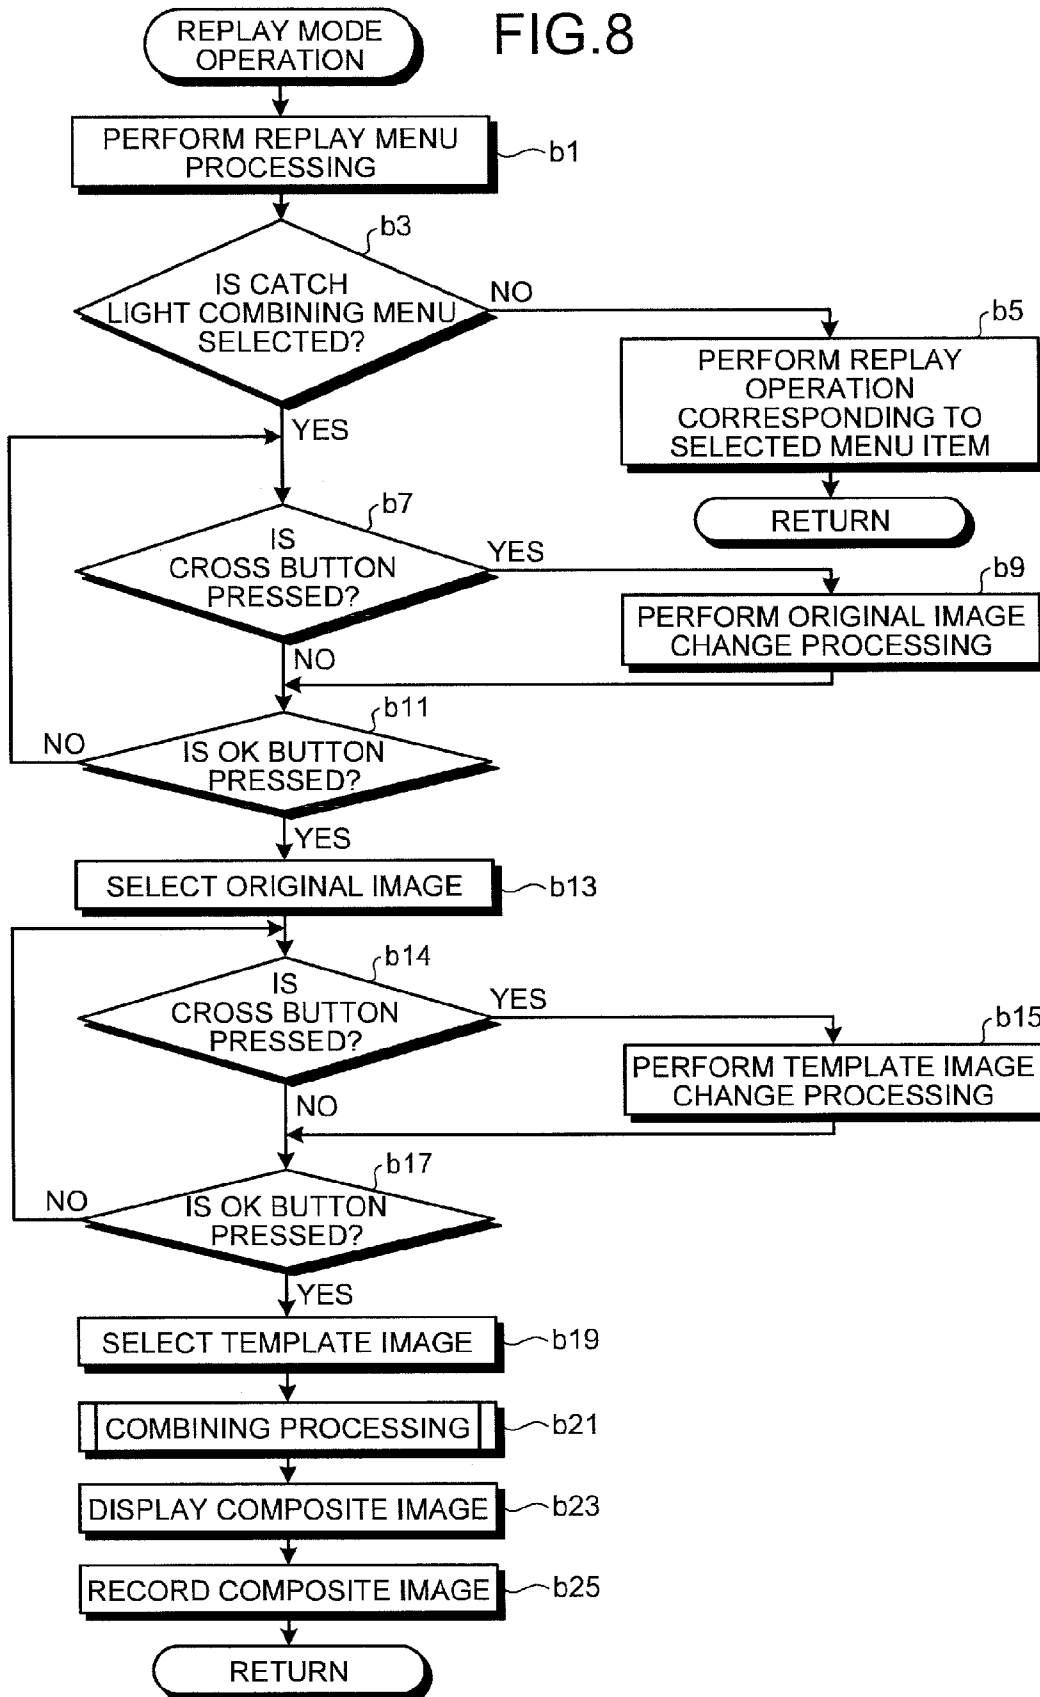 FIG.8
REPLAY MODE
OPERATION
PERFORM REPLAY MENU
PROCESSING
b1
b3
IS CATCH
LIGHT COMBINING MENU
SELECTED?
NO
YES
b5
PERFORM REPLAY
OPERATION
CORRESPONDING TO
SELECTED MENU ITEM
RETURN
b7
IS
CROSS BUTTON
PRESSED?
YES
NO
b9
PERFORM ORIGINAL IMAGE
CHANGE PROCESSING
b11
IS OK BUTTON
PRESSED?
NO
YES
SELECT ORIGINAL IMAGE
b13
b14
IS
CROSS BUTTON
PRESSED?
YES
NO
b15
PERFORM TEMPLATE IMAGE
CHANGE PROCESSING
b17
IS OK BUTTON
PRESSED?
NO
YES
SELECT TEMPLATE IMAGE
b19
COMBINING PROCESSING
b21
DISPLAY COMPOSITE IMAGE
b23
RECORD COMPOSITE IMAGE
b25
RETURN